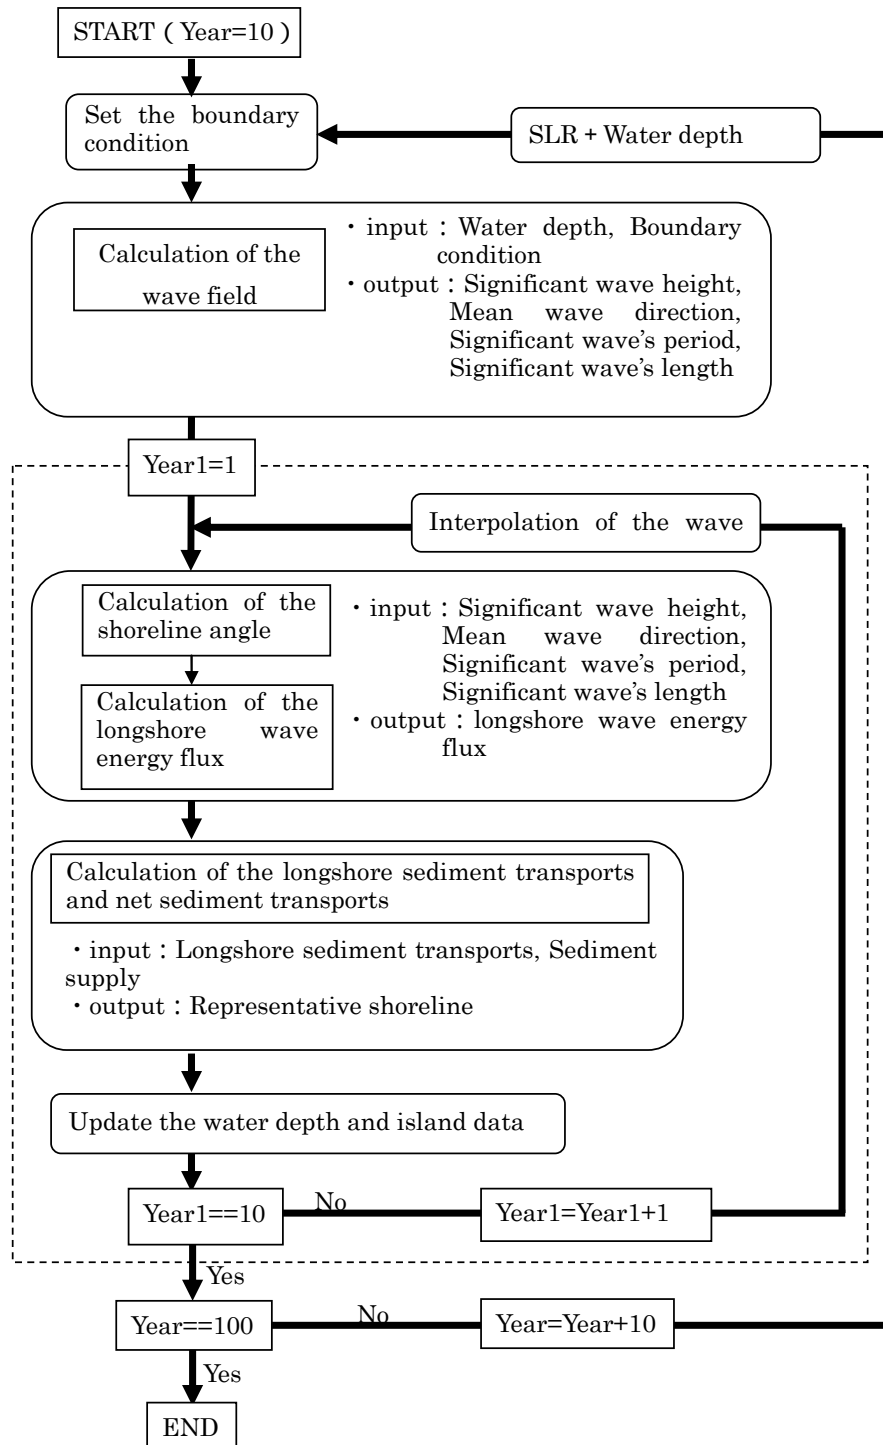 START ( Year=10 )
Set the boundary
condition
SLR + Water depth
Calculation of the
wave field
・input：Water depth, Boundary
condition
・output：Significant wave height,
Mean wave direction,
Significant wave's period,
Significant wave's length
Year1=1
Interpolation of the wave
Calculation of the
shoreline angle
Calculation of the
longshore wave
energy flux
・input：Significant wave height,
Mean wave direction,
Significant wave's period,
Significant wave's length
・output：longshore wave energy
flux
Calculation of the longshore sediment transports
and net sediment transports
・input：Longshore sediment transports, Sediment
supply
・output：Representative shoreline
Update the water depth and island data
Year1==10
No
Year1=Year1+1
Yes
Year==100
No
Year=Year+10
Yes
END